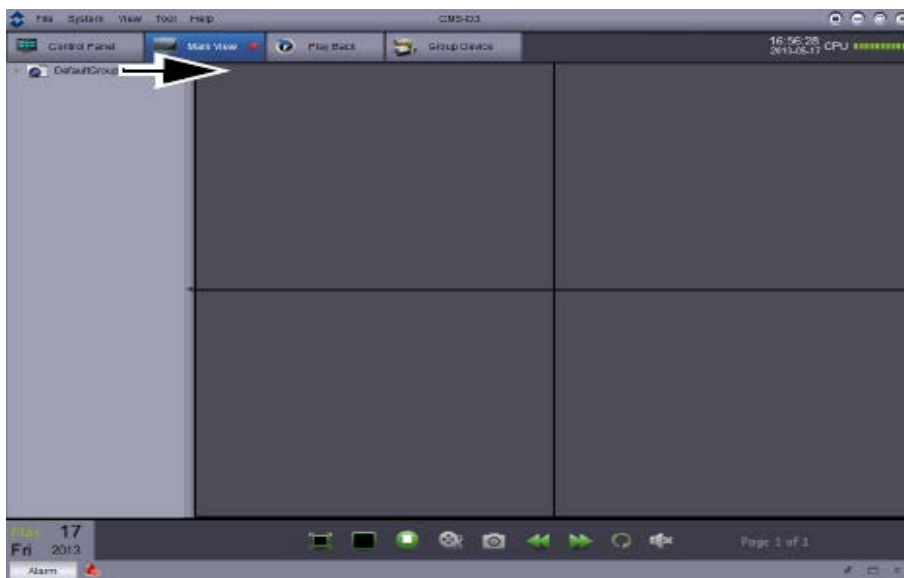 File System View Tool Help CMS-D3
Control Panel Main View Play Back Group Device 16:56:28 CPU
2013-05-17
DefaultGroup
Page 1 of 1
May 17
Fri 2013
Alarm